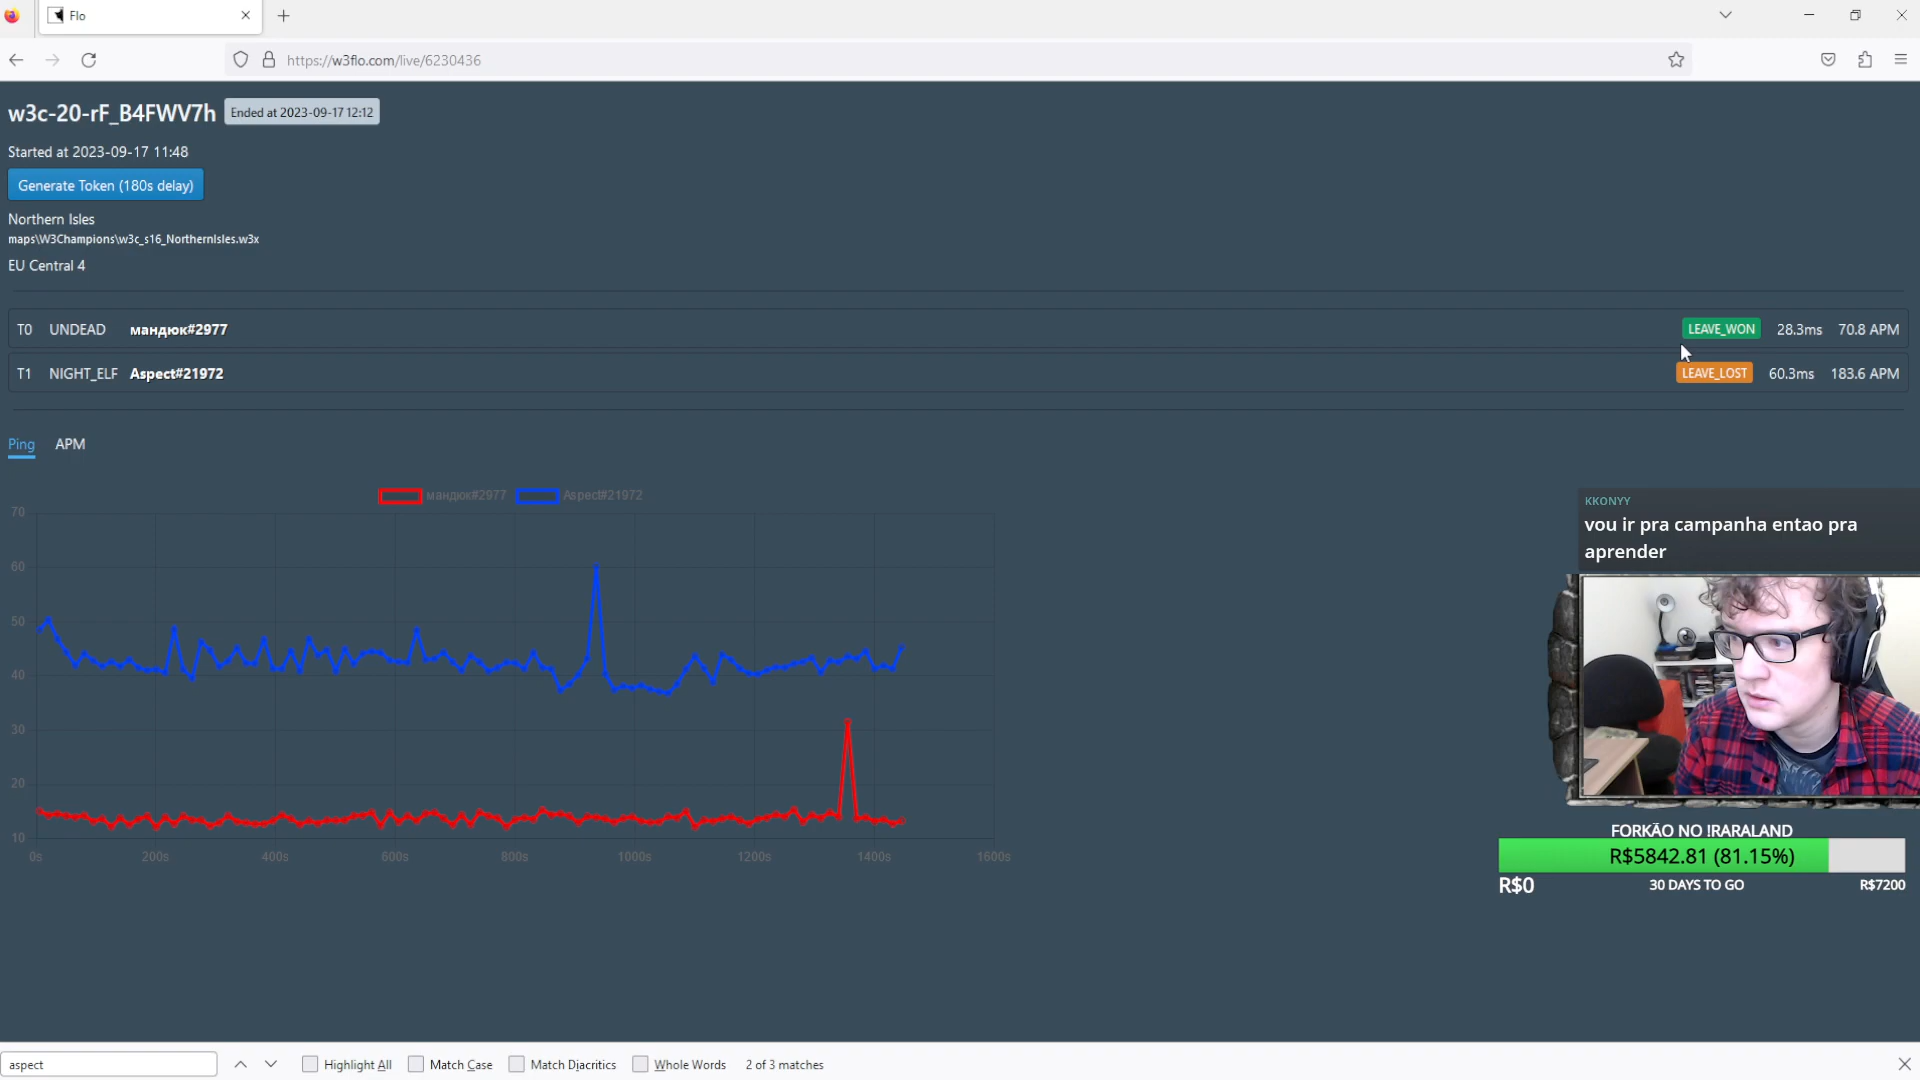 Flo
https://w3flo.com/live/6230436
w3c-20-rF_B4FWV7h Ended at 2023-09-17 12:12
Started at 2023-09-17 11:48
Generate Token (180s delay)
Northern Isles
maps\W3Champions\w3c_s16_NorthernIsles.w3x
EU Central 4
T0 UNDEAD мандюк#2977 LEAVE_WON 28.3ms 70.8 APM
T1 NIGHT_ELF Aspect#21972 LEAVE_LOST 60.3ms 183.6 APM
Ping APM
мандюк#2977 Aspect#21972
70
60
50
40
30
20
10
0s 200s 400s 600s 800s 1000s 1200s 1400s 1600s
KKONYY
vou ir pra campanha entao pra
aprender
FORKÃO NO !RARALAND
R$5842.81 (81.15%)
R$0 30 DAYS TO GO R$7200
aspect Highlight All Match Case Match Diacritics Whole Words 2 of 3 matches